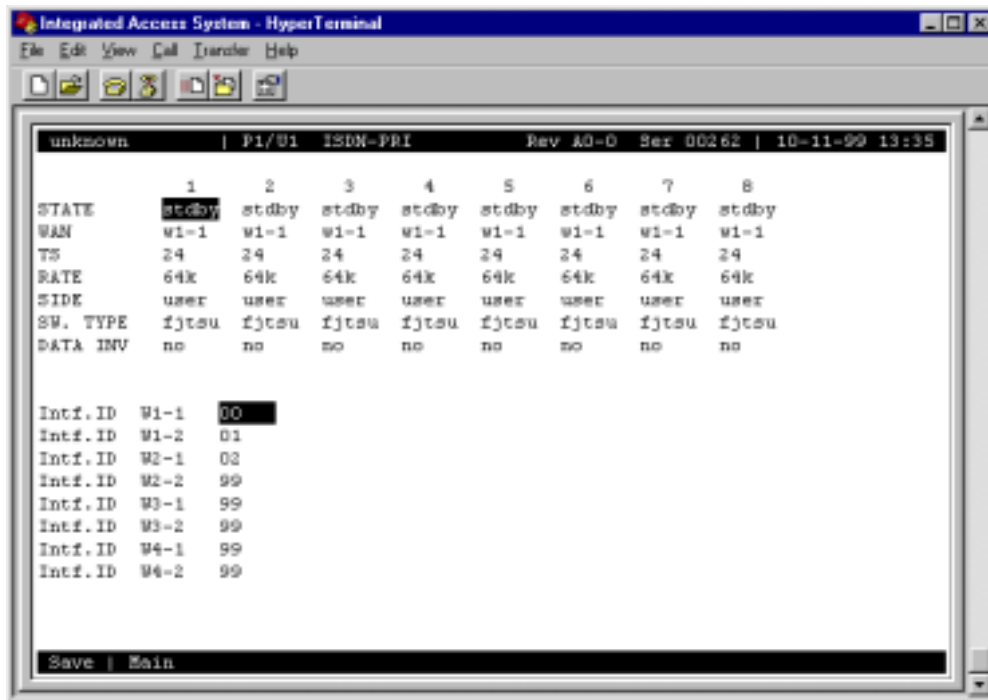 Integrated Access System - HyperTerminal
File Edit View Call Transfer Help
unknown | P1/U1 ISDN-PRI Rev A0-0 Ser 00262 | 10-11-99 13:35
1 2 3 4 5 6 7 8
STATE stdby stdby stdby stdby stdby stdby stdby stdby
WAN w1-1 w1-1 w1-1 w1-1 w1-1 w1-1 w1-1 w1-1
TS 24 24 24 24 24 24 24 24
RATE 64k 64k 64k 64k 64k 64k 64k 64k
SIDE user user user user user user user user
SW. TYPE fjtsu fjtsu fjtsu fjtsu fjtsu fjtsu fjtsu fjtsu
DATA INV no no no no no no no no
Intf.ID W1-1 00
Intf.ID W1-2 01
Intf.ID W2-1 02
Intf.ID W2-2 99
Intf.ID W3-1 99
Intf.ID W3-2 99
Intf.ID W4-1 99
Intf.ID W4-2 99
Save | Main